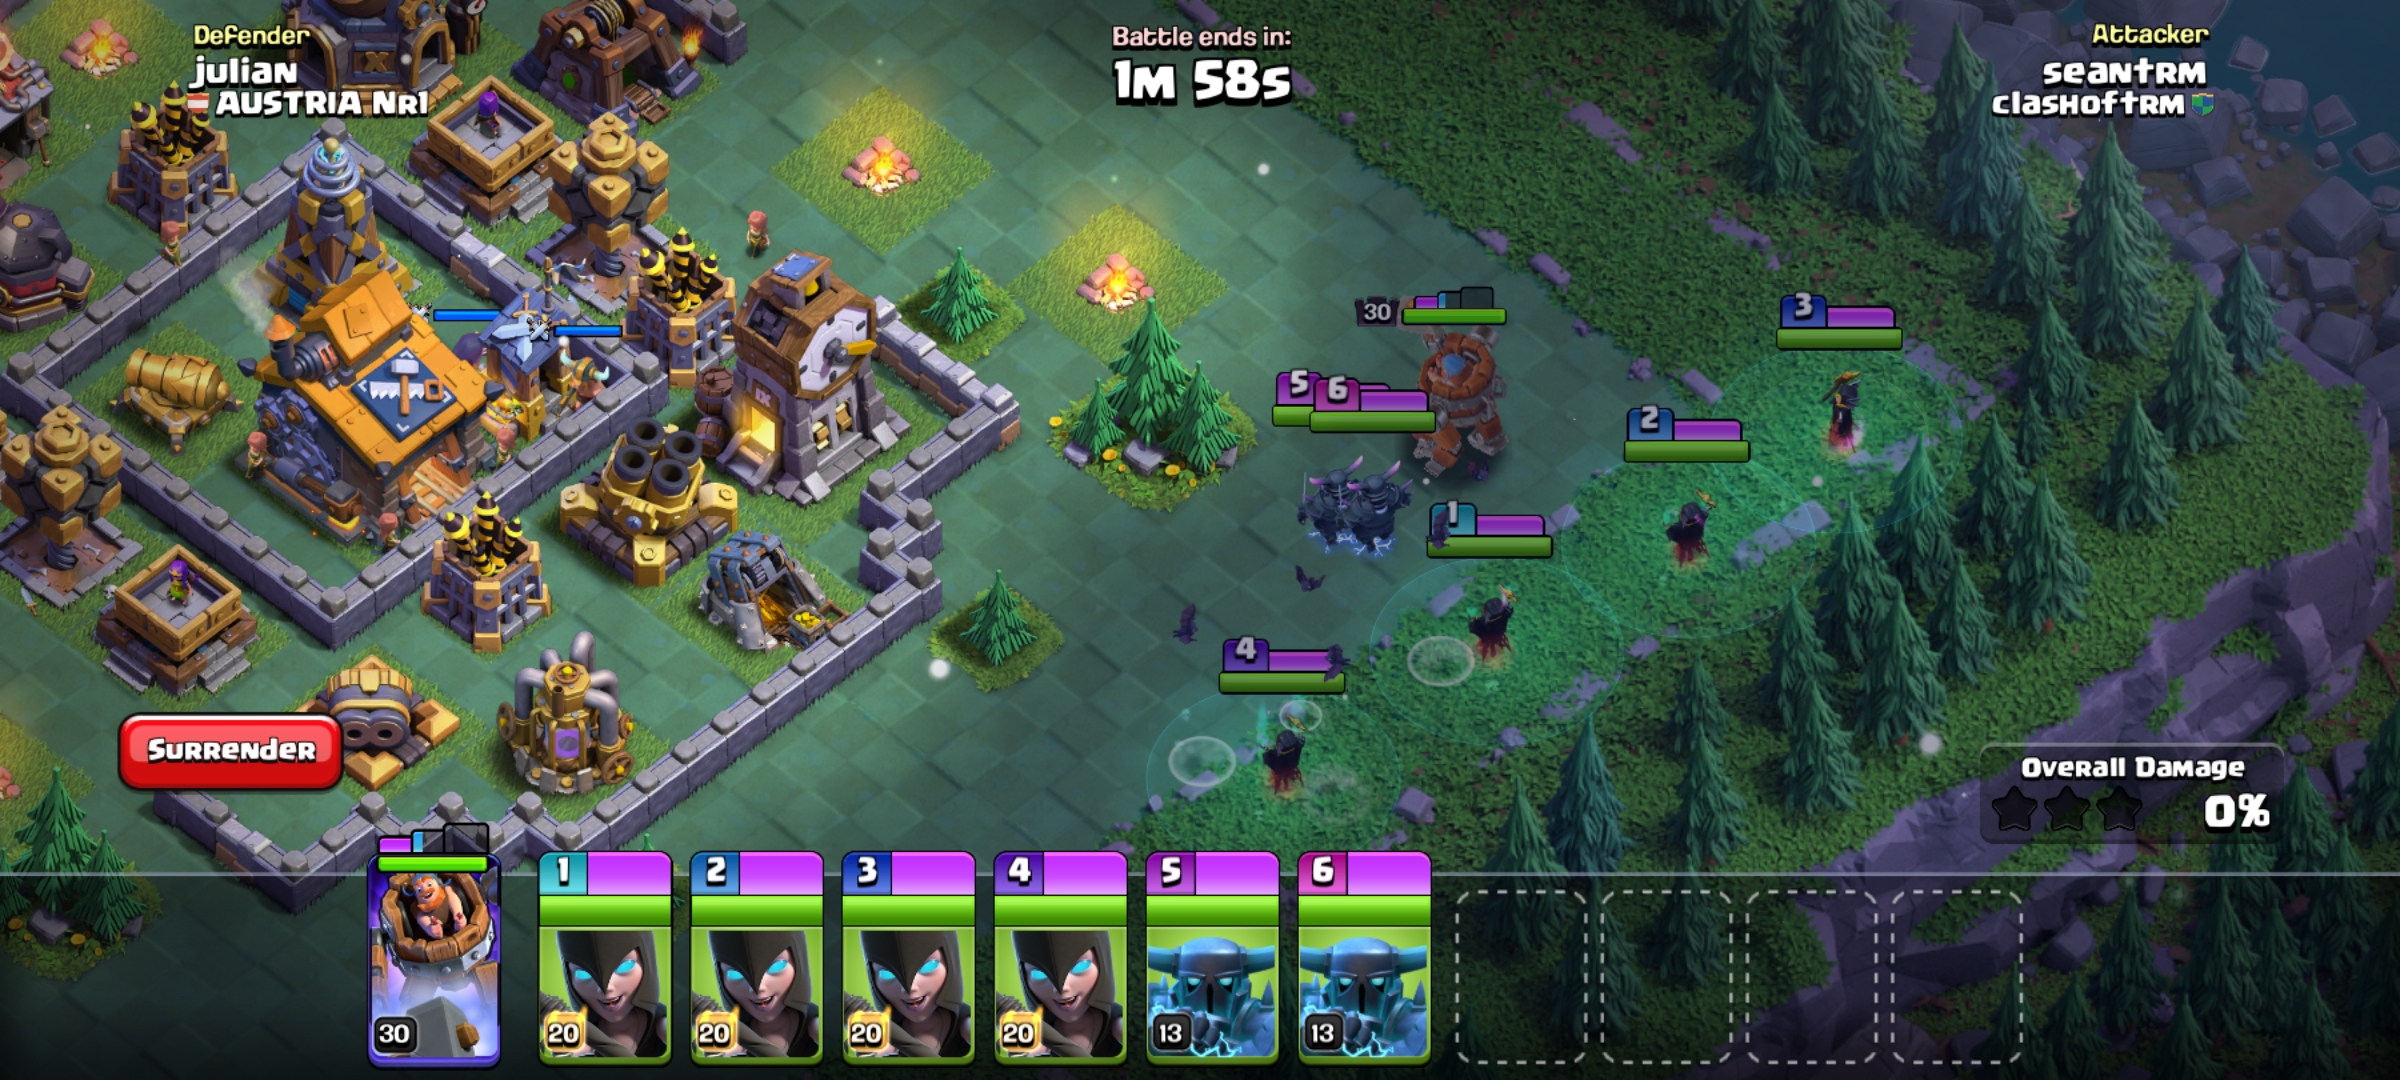 Defender
julian
AUSTRIA Nr1
Battle ends in:
1M 58s
Attacker
seantrm
clashoftrm
30
3
5
6
2
1
4
IX
Surrender
Overall Damage
0%
1
2
3
4
5
6
30
20
20
20
20
13
13